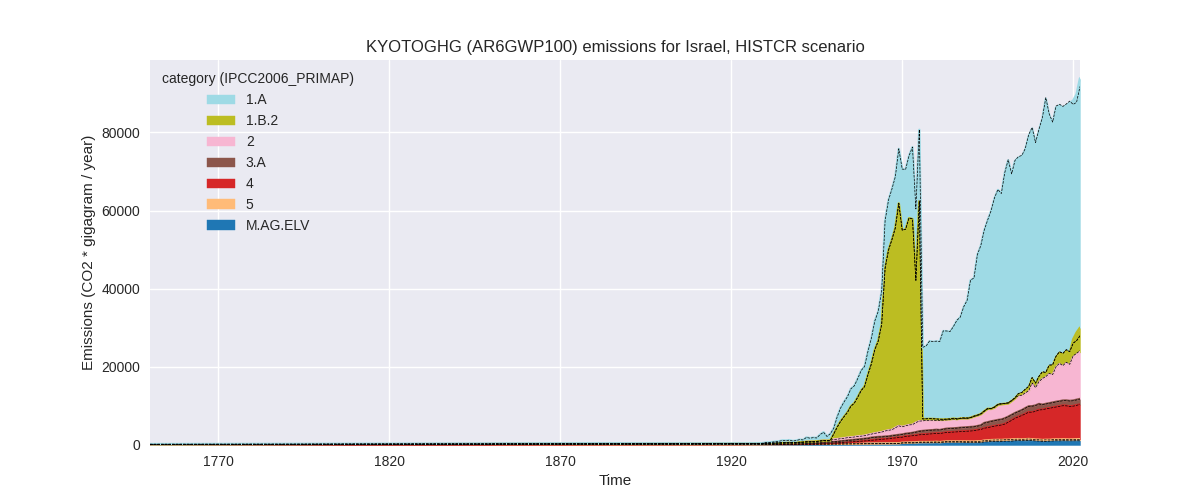 KYOTOGHG (AR6GWP100) emissions for Israel, HISTCR scenario
category (IPCC2006_PRIMAP)
1.A
1.B.2
2
3.A
4
5
M.AG.ELV
Emissions (CO2 * gigagram / year)
80000
60000
40000
20000
0
1770 1820 1870 1920 1970 2020
Time